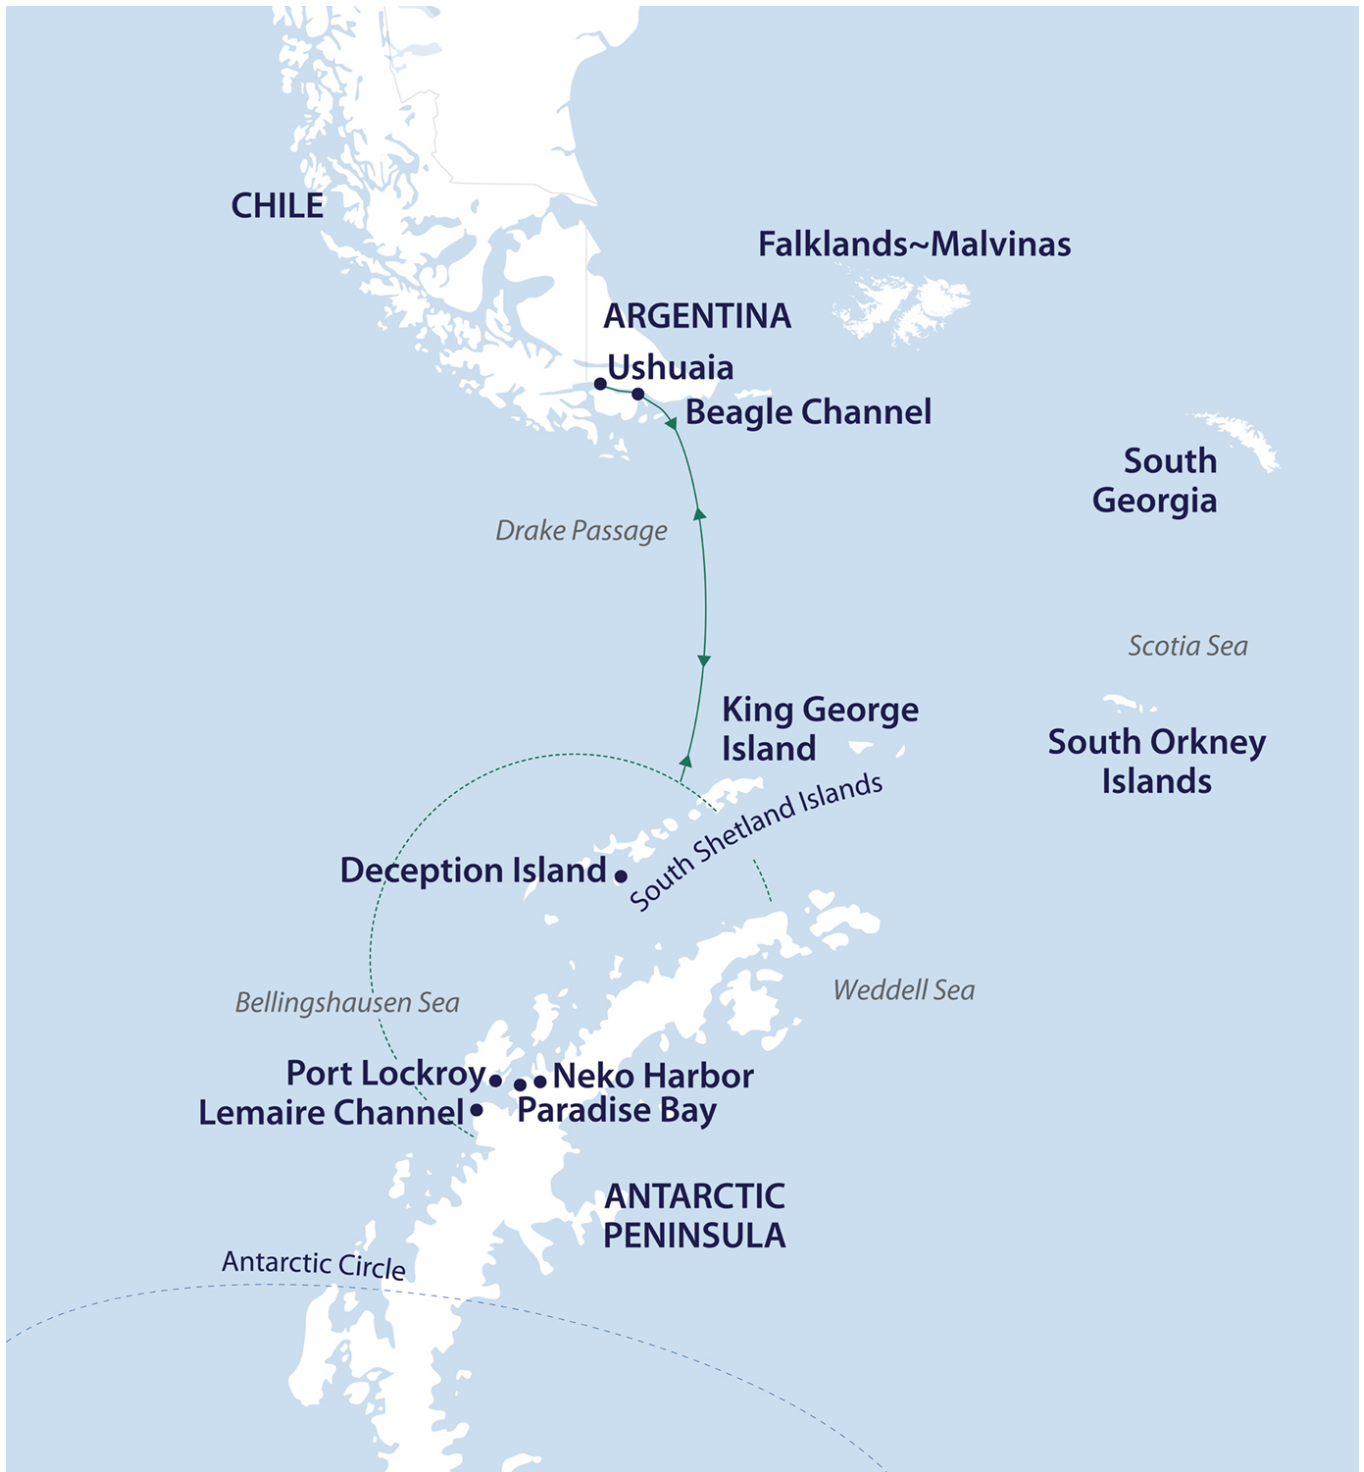 CHILE
Falklands~Malvinas
ARGENTINA
Ushuaia
Beagle Channel
South
Georgia
Drake Passage
Scotia Sea
King George
Island
South Orkney
Islands
South Shetland Islands
Deception Island
Weddell Sea
Bellingshausen Sea
Port Lockroy
Neko Harbor
Lemaire Channel
Paradise Bay
ANTARCTIC
PENINSULA
Antarctic Circle